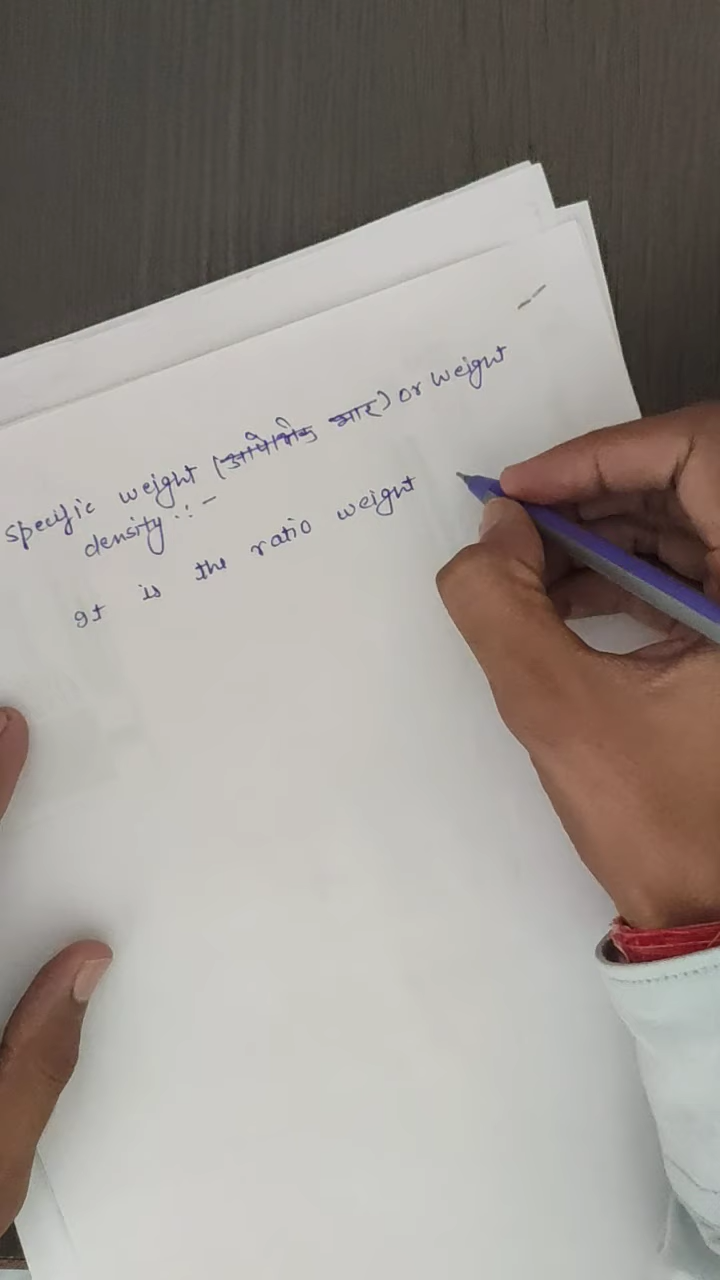 Specific weight (आपेक्षिक भार) or weight
density :: -
It is the ratio weight